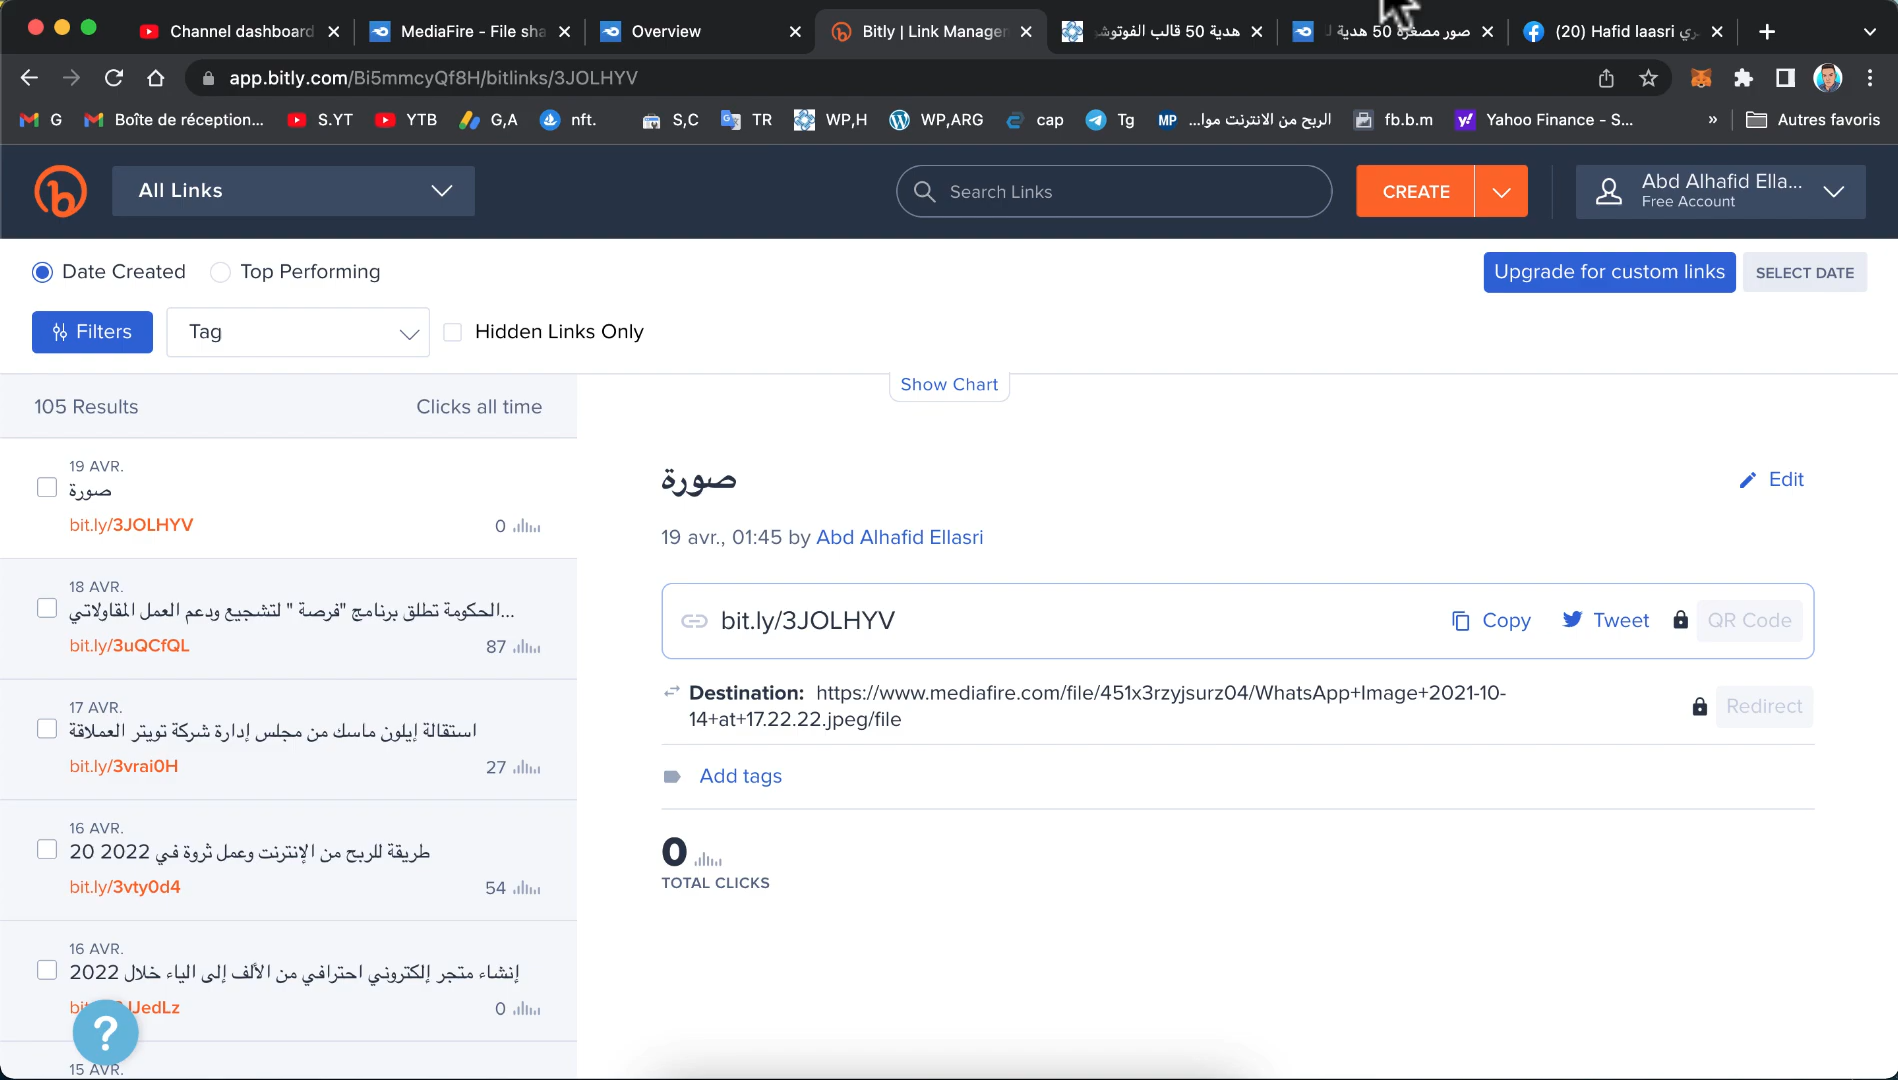 Channel dashboard
MediaFire - File sha
Overview
Bitly | Link Manager
هدية 50 قالب الفوتوشو
صور مصغرة 50 هدية ل
(20) Hafid laasri
app.bitly.com/Bi5mmcyQf8H/bitlinks/3JOLHYV
G
Boîte de réception...
S.YT
YTB
G,A
nft.
S,C
TR
WP,H
WP,ARG
cap
Tg
MP
الربح من الانترنت موا...
fb.b.m
Yahoo Finance - S...
»
Autres favoris
All Links
Search Links
CREATE
Abd Alhafid Ella...
Free Account
Date Created
Top Performing
Upgrade for custom links
SELECT DATE
Filters
Tag
Hidden Links Only
Show Chart
105 Results
Clicks all time
19 AVR.
صورة
bit.ly/3JOLHYV
0
18 AVR.
الحكومة تطلق برنامج "فرصة " لتشجيع ودعم العمل المقاولاتي...
bit.ly/3uQCfQL
87
17 AVR.
استقالة إيلون ماسك من مجلس إدارة شركة تويتر العملاقة
bit.ly/3vrai0H
27
16 AVR.
20 طريقة للربح من الإنترنت وعمل ثروة في 2022
bit.ly/3vty0d4
54
16 AVR.
إنشاء متجر إلكتروني احترافي من الألف إلى الياء خلال 2022
JedLz
0
15 AVR.
?
صورة
Edit
19 avr., 01:45 by Abd Alhafid Ellasri
bit.ly/3JOLHYV
Copy
Tweet
QR Code
Destination: https://www.mediafire.com/file/451x3rzyjsurz04/WhatsApp+Image+2021-10-
14+at+17.22.22.jpeg/file
Redirect
Add tags
0
TOTAL CLICKS